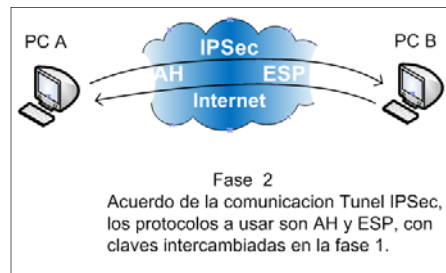 PC A
PC B
IPSec
AH
ESP
Internet
Fase 2
Acuerdo de la comunicacion Tunel IPSec,
los protocolos a usar son AH y ESP, con
claves intercambiadas en la fase 1.